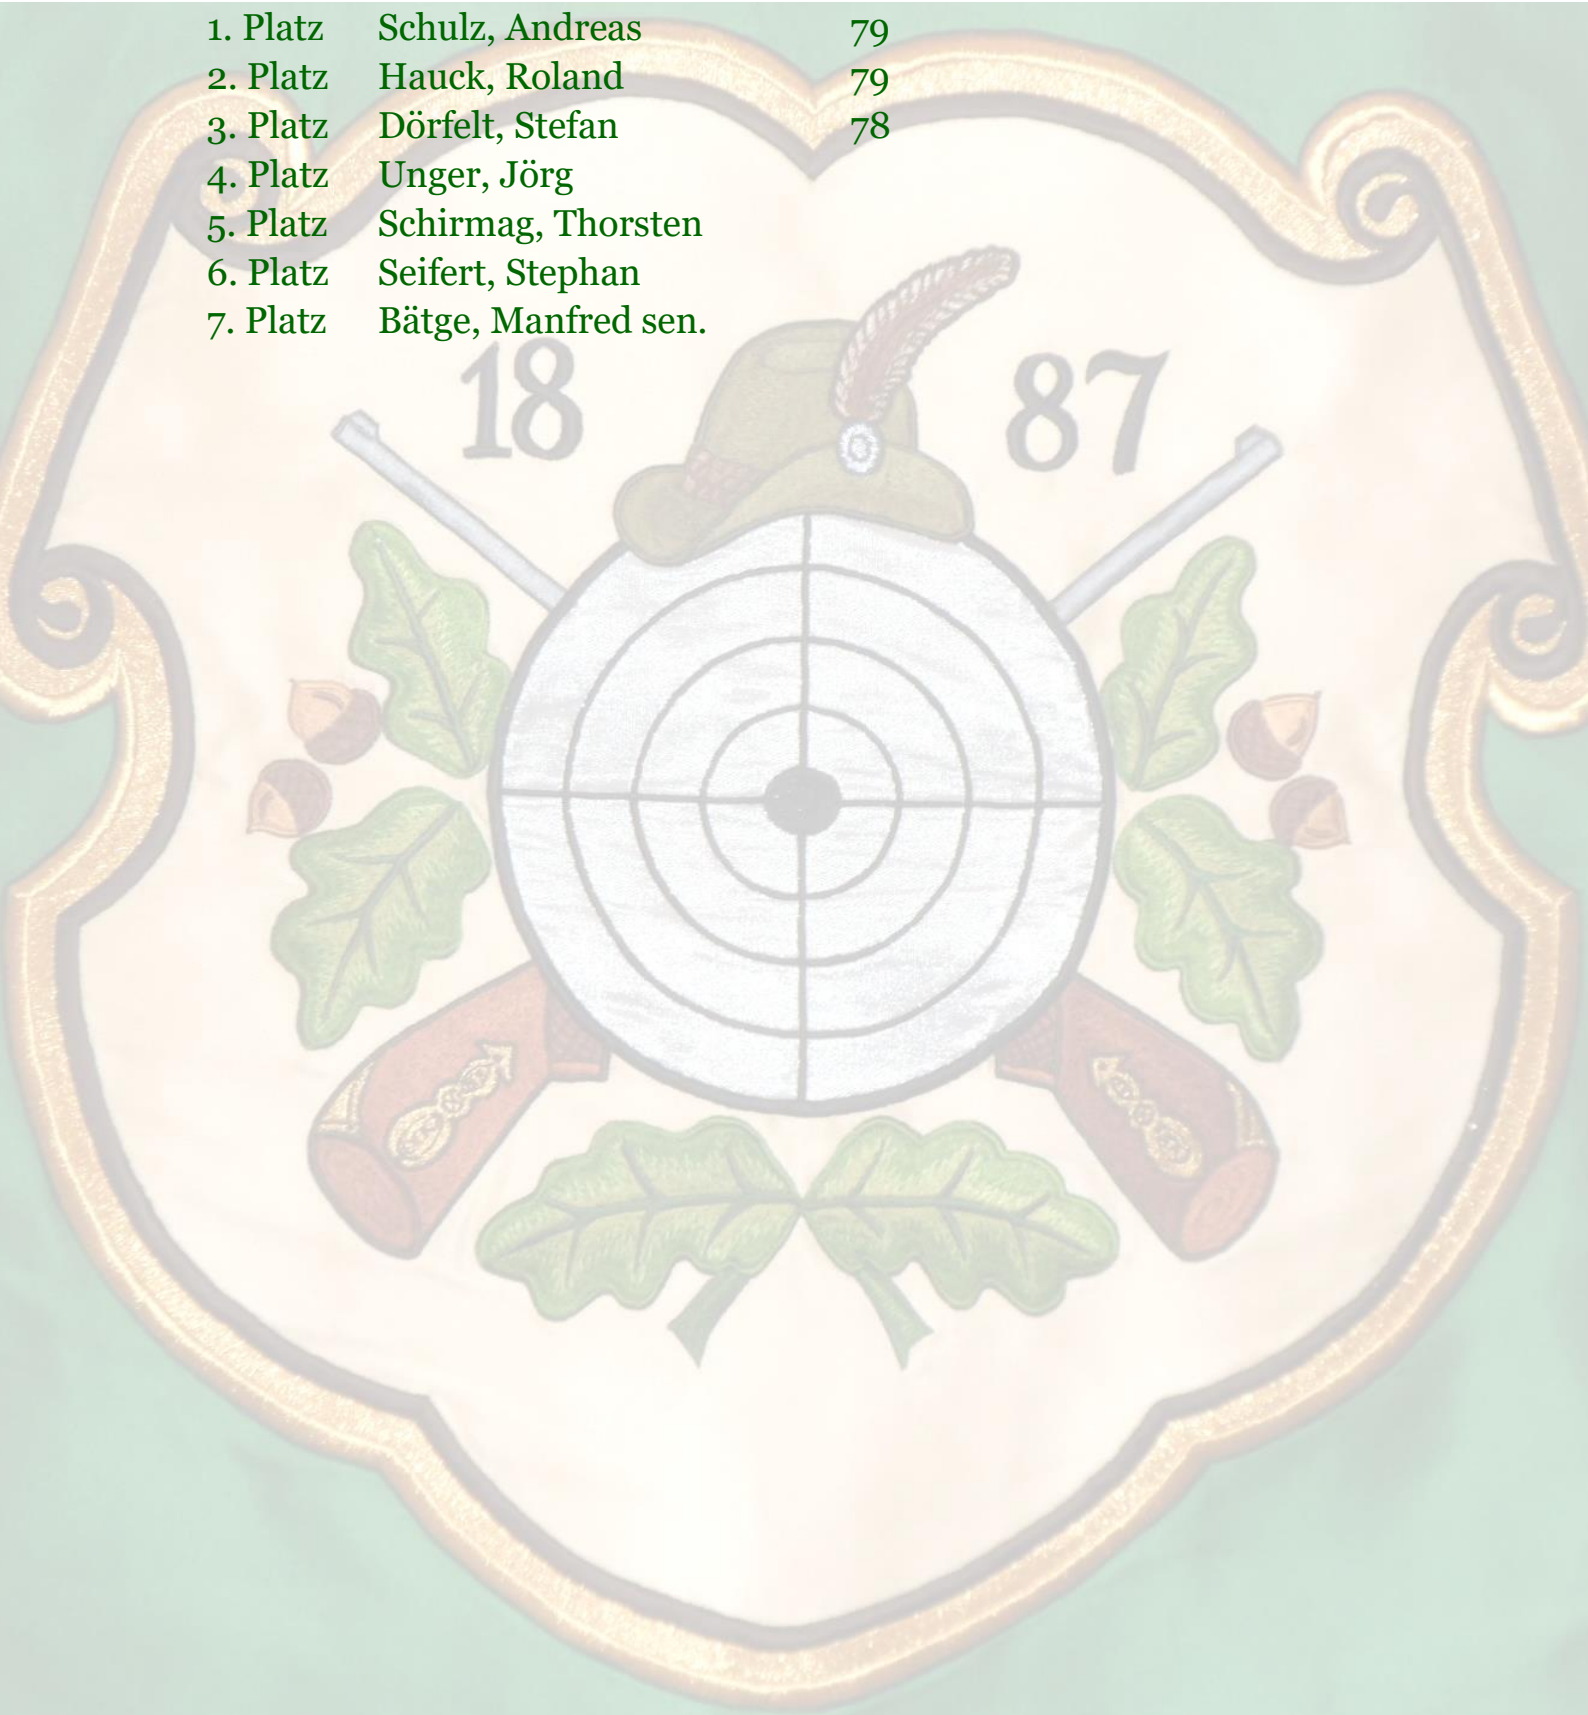 1. Platz Schulz, Andreas 79
2. Platz Hauck, Roland 79
3. Platz Dörfelt, Stefan 78
4. Platz Unger, Jörg
5. Platz Schirmag, Thorsten
6. Platz Seifert, Stephan
7. Platz Bätge, Manfred sen.
18 87